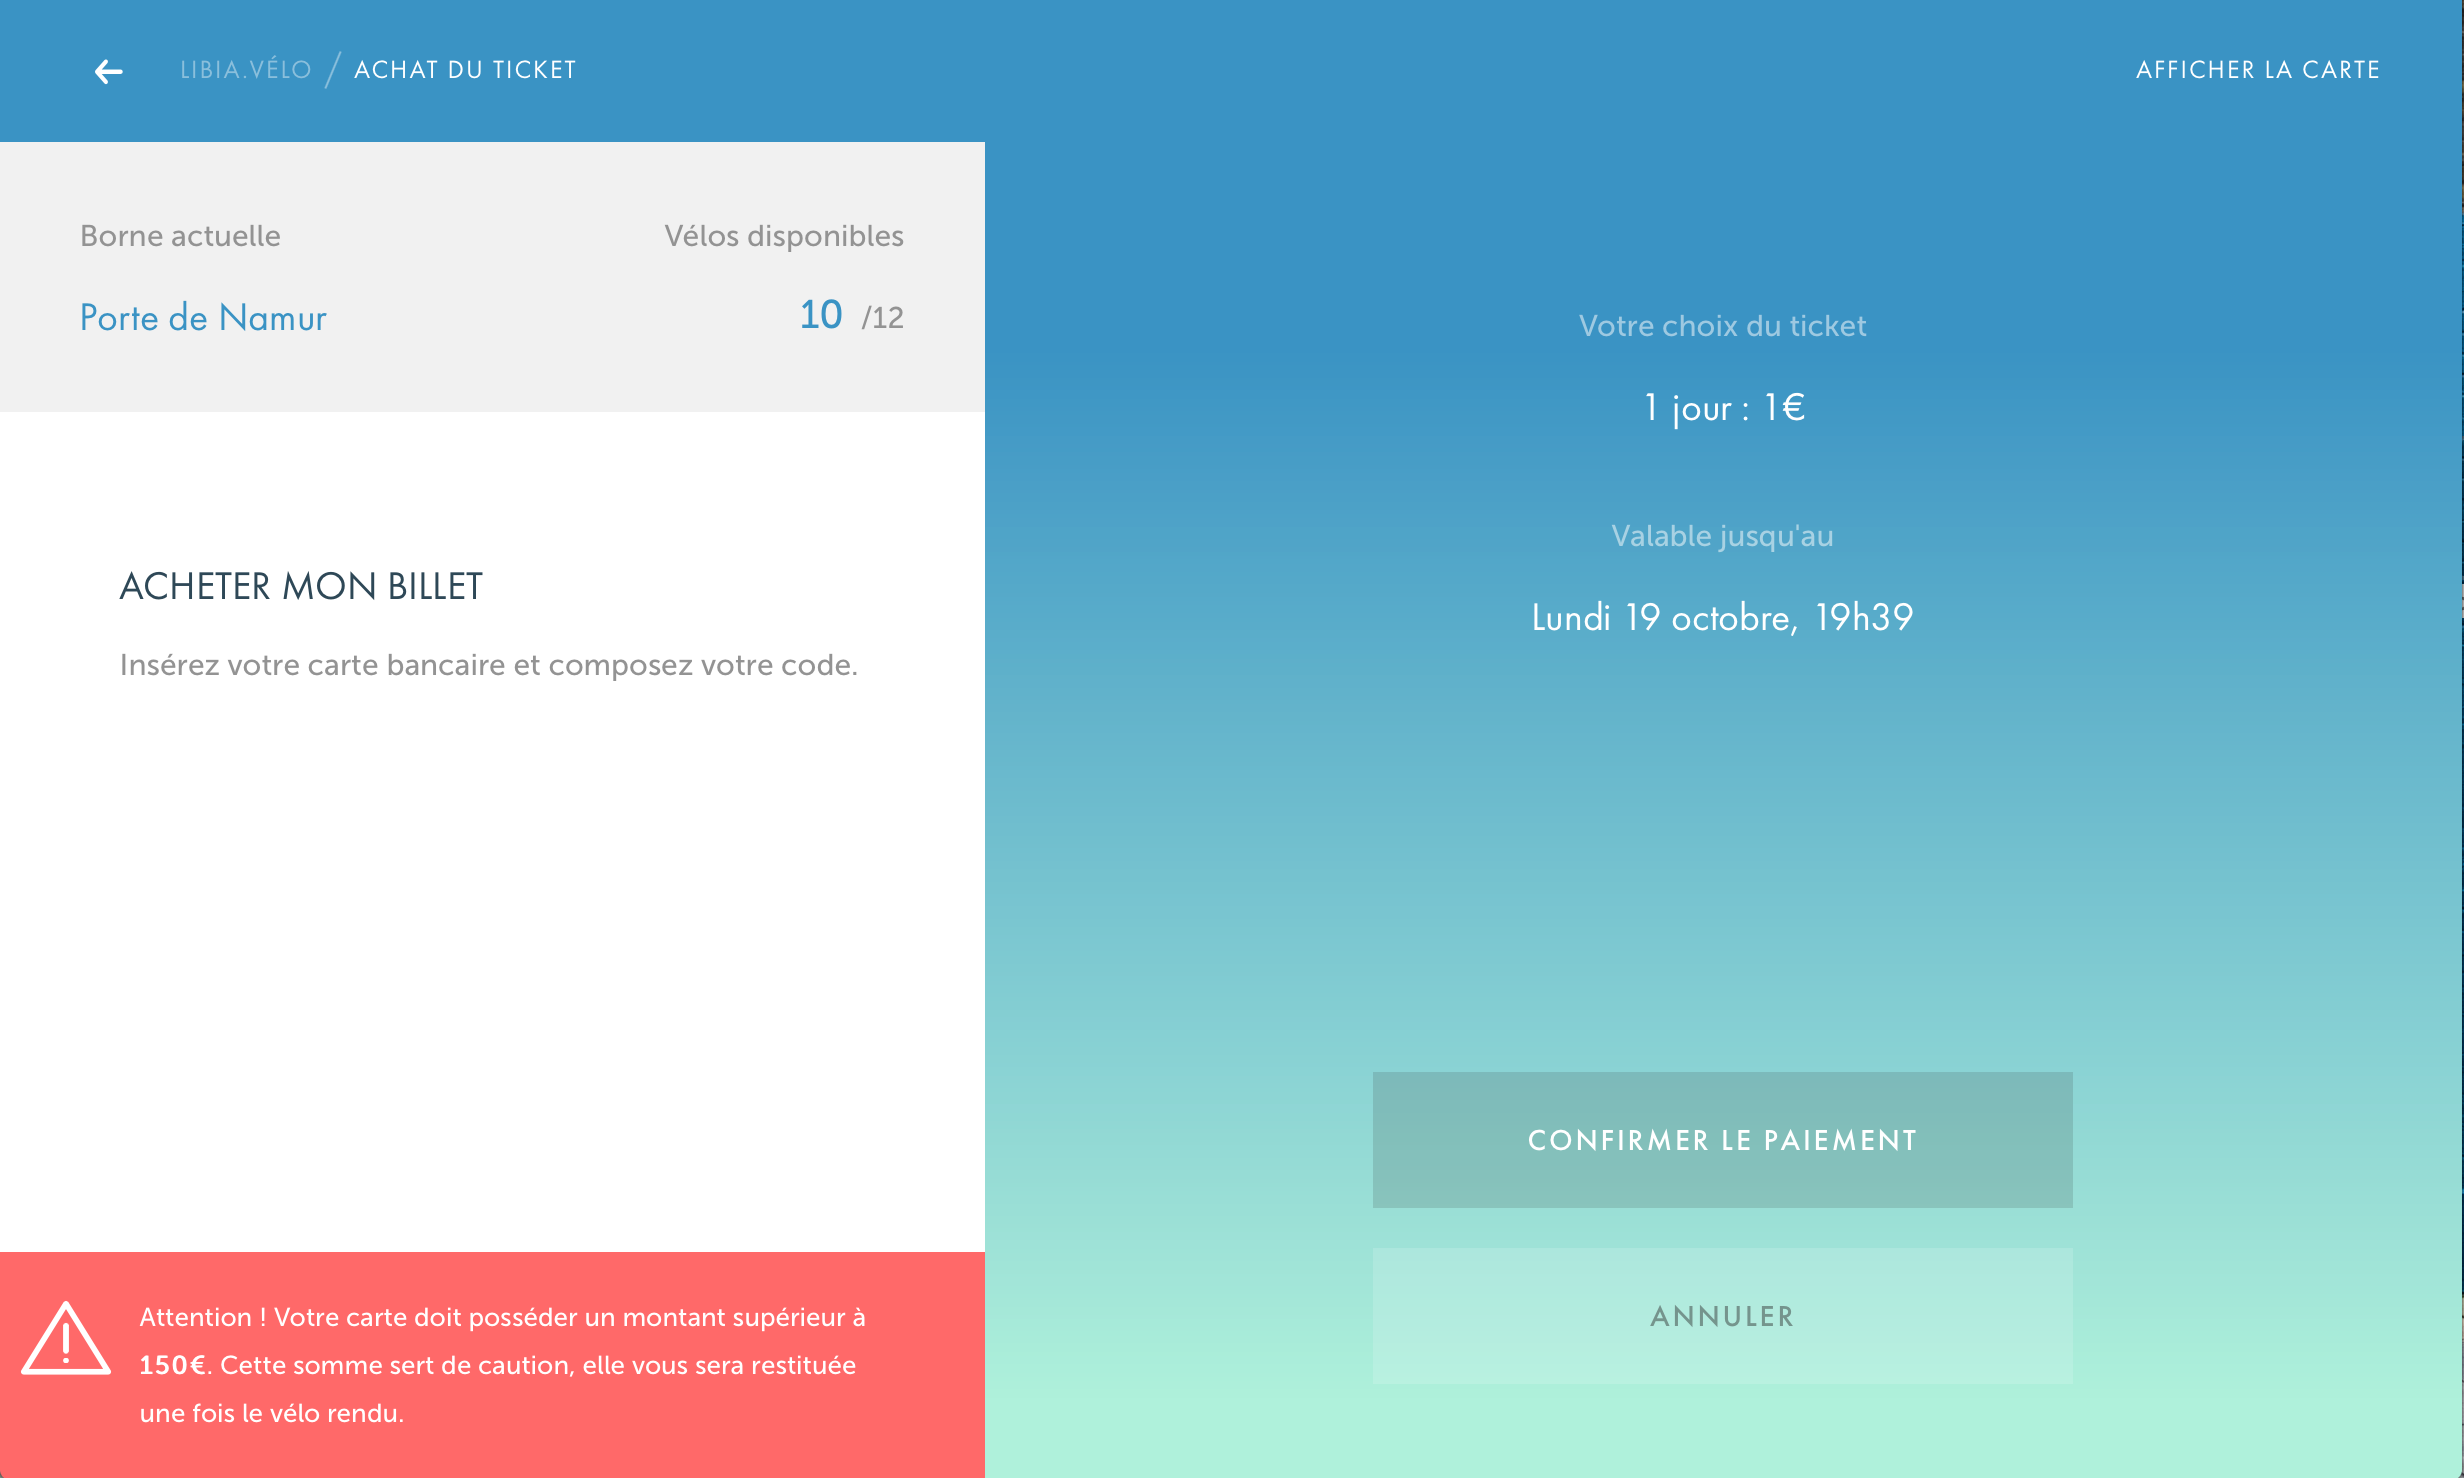 LIBIA.VÉLO / ACHAT DU TICKET
AFFICHER LA CARTE
Borne actuelle
Vélos disponibles
Porte de Namur
10 /12
ACHETER MON BILLET
Insérez votre carte bancaire et composez votre code.
Attention ! Votre carte doit posséder un montant supérieur à
150€. Cette somme sert de caution, elle vous sera restituée
une fois le vélo rendu.
Votre choix du ticket
1 jour : 1€
Valable jusqu'au
Lundi 19 octobre, 19h39
CONFIRMER LE PAIEMENT
ANNULER